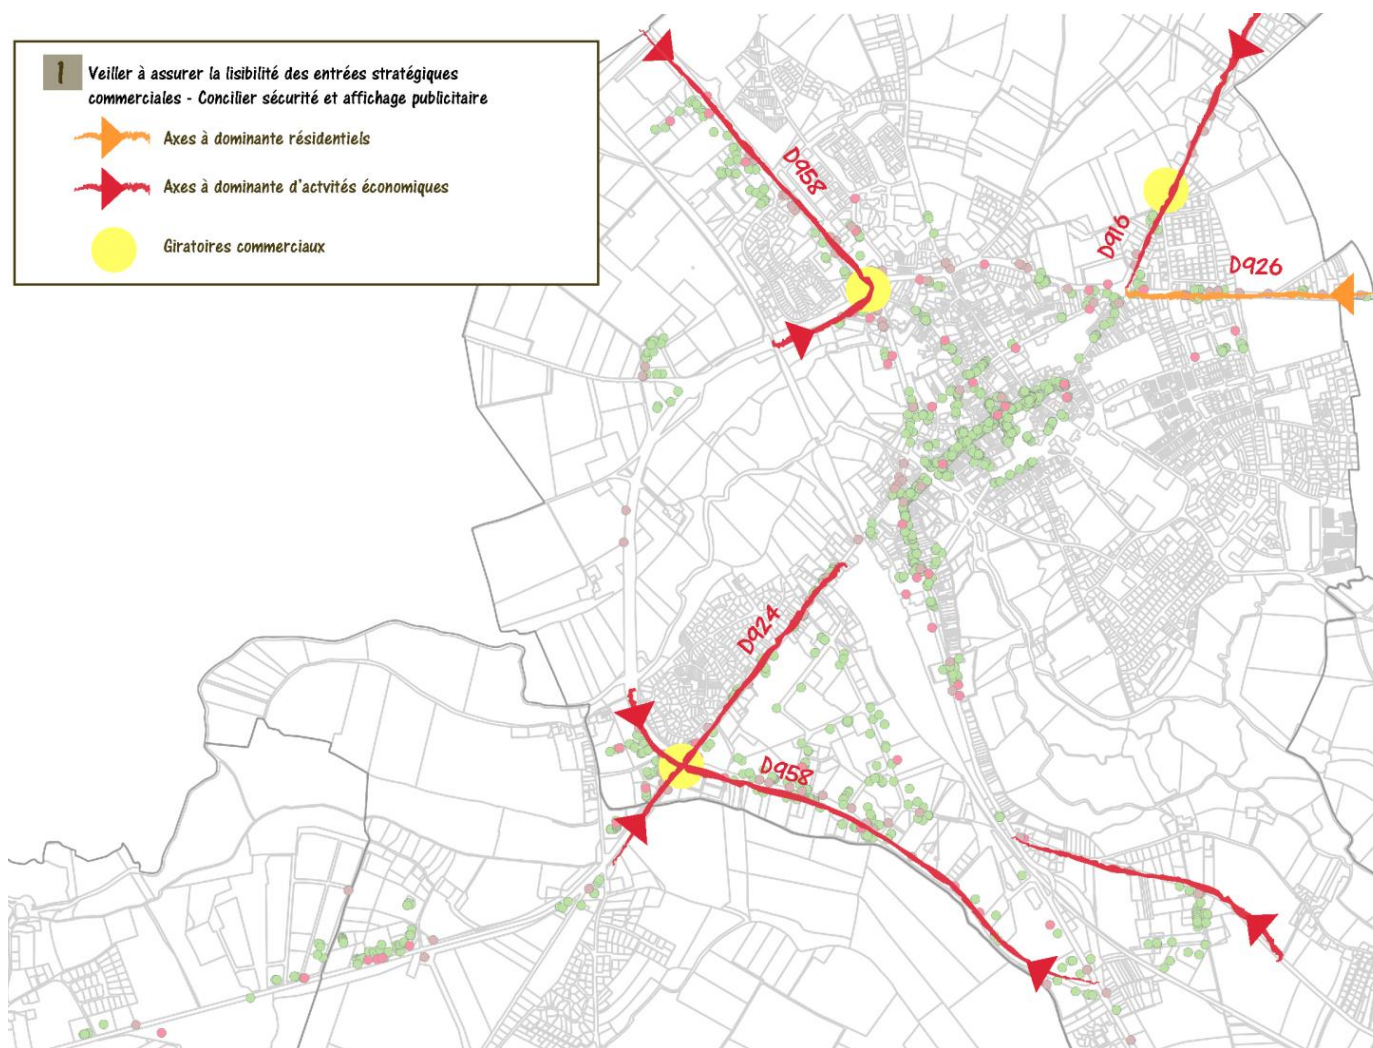 1
Veiller à assurer la lisibilité des entrées stratégiques
commerciales - Concilier sécurité et affichage publicitaire
Axes à dominante résidentiels
Axes à dominante d'actvités économiques
Giratoires commerciaux
D958
D916
D926
D924
D958